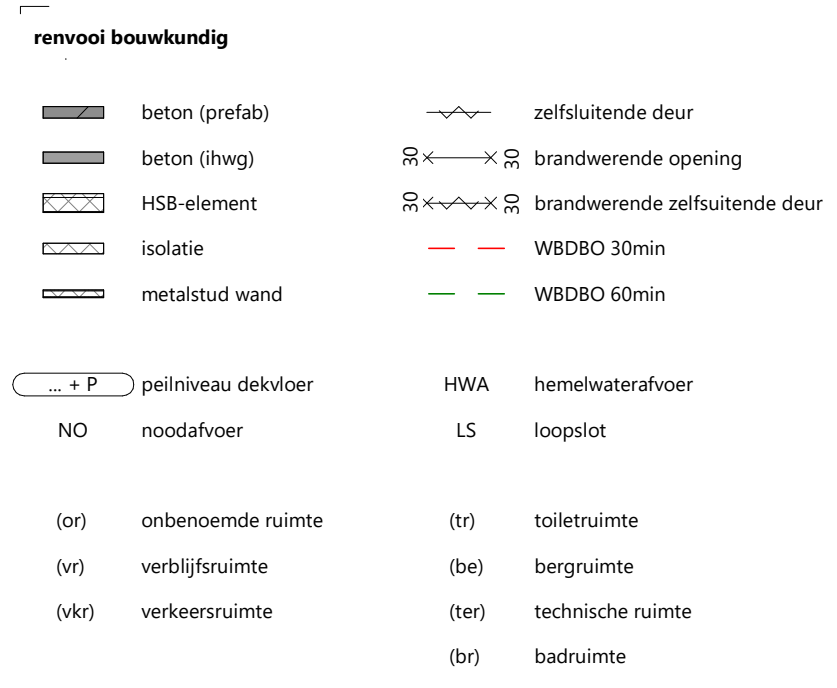 renvooi bouwkundig
beton (prefab)
zelfsluitende deur
beton (ihwg)
30 30 brandwerende opening
HSB-element
30 30 brandwerende zelfsuitende deur
isolatie
WBDBO 30min
metalstud wand
WBDBO 60min
... + P peilniveau dekvloer
HWA hemelwaterafvoer
NO noodafvoer
LS loopslot
(or) onbenoemde ruimte
(tr) toiletruimte
(vr) verblijfsruimte
(be) bergruimte
(vkr) verkeersruimte
(ter) technische ruimte
(br) badruimte